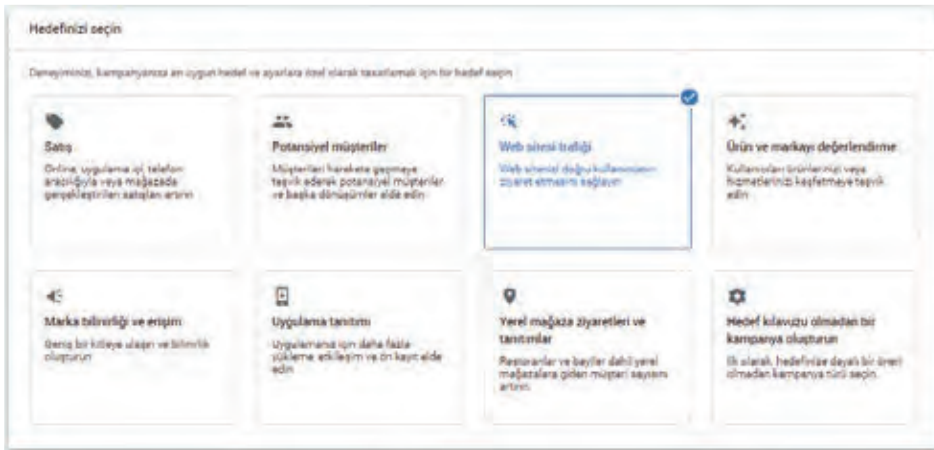 Hedefinizi seçin
Deneyiminizi, kampanyanıza en uygun hedef ve ayarlara özel olarak tasarlamak için bir hedef seçin
Satış
Online, uygulama içi, telefon
aracılığıyla veya mağazada
gerçekleştirilen satışları artırın
Potansiyel müşteriler
Müşterileri harekete geçmeye
teşvik ederek potansiyel müşteriler
ve başka dönüşümler elde edin
Web sitesi trafiği
Web sitenizi doğru kullanıcıların
ziyaret etmesini sağlayın
Ürün ve markayı değerlendirme
Kullanıcıları ürünlerinizi veya
hizmetlerinizi keşfetmeye teşvik
edin
Marka bilinirliği ve erişim
Geniş bir kitleye ulaşın ve bilinirlik
oluşturun
Uygulama tanıtımı
Uygulamanız için daha fazla
yükleme, etkileşim ve ön kayıt elde
edin
Yerel mağaza ziyaretleri ve
tanıtımlar
Restoranlar ve bayiler dahil yerel
mağazalara giden müşteri sayısını
artırın.
Hedef kılavuzu olmadan bir
kampanya oluşturun
İlk olarak, hedefinize dayalı bir öneri
olmadan kampanya türü seçin.